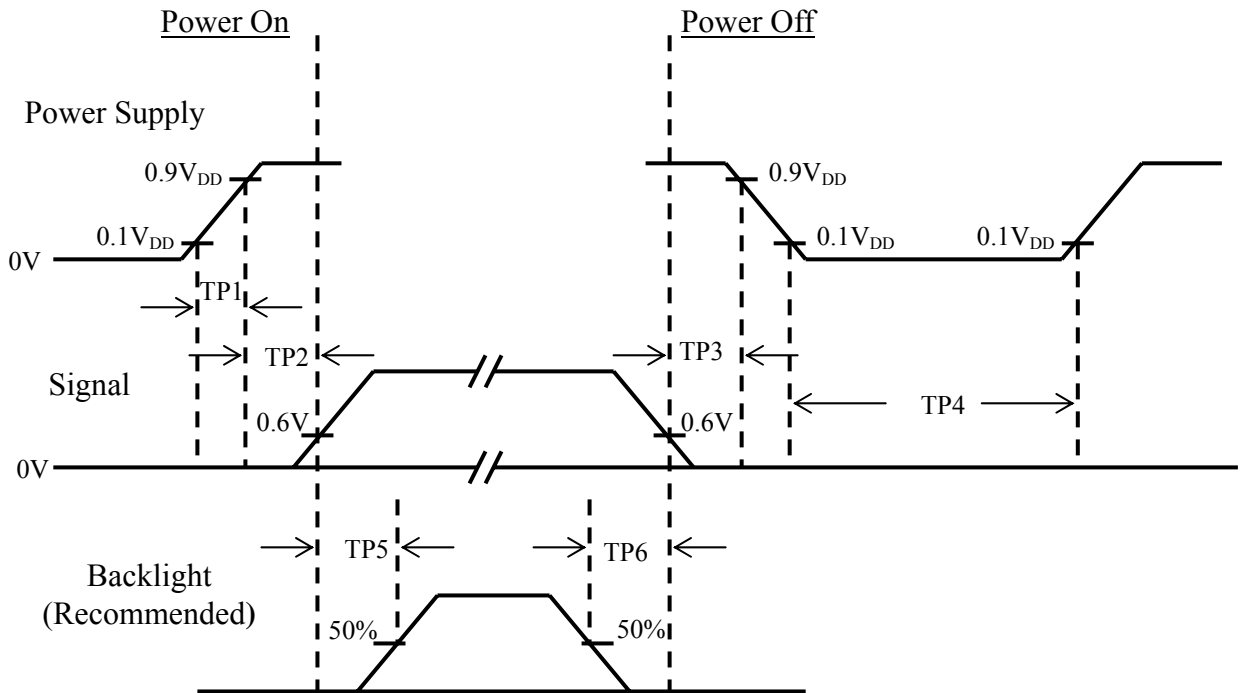 Power On
Power Off
Power Supply
0.9VDD
0.9VDD
0.1VDD
0.1VDD
0.1VDD
0V
TP1
TP2
TP3
Signal
TP4
0.6V
0.6V
0V
TP5
TP6
Backlight
(Recommended)
50%
50%